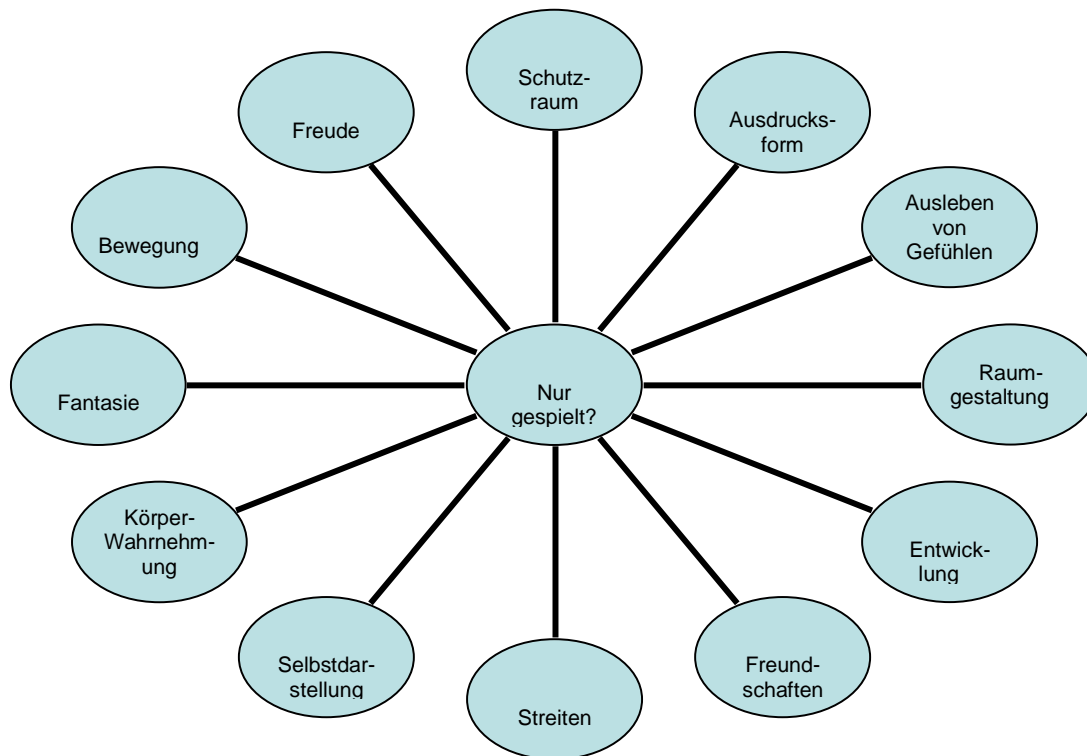 Schutz-
raum
Freude
Ausdrucks-
form
Ausleben
von
Gefühlen
Bewegung
Fantasie
Nur
gespielt?
Raum-
gestaltung
Körper-
Wahrnehm-
ung
Entwick-
lung
Selbstdar-
stellung
Streiten
Freund-
schaften